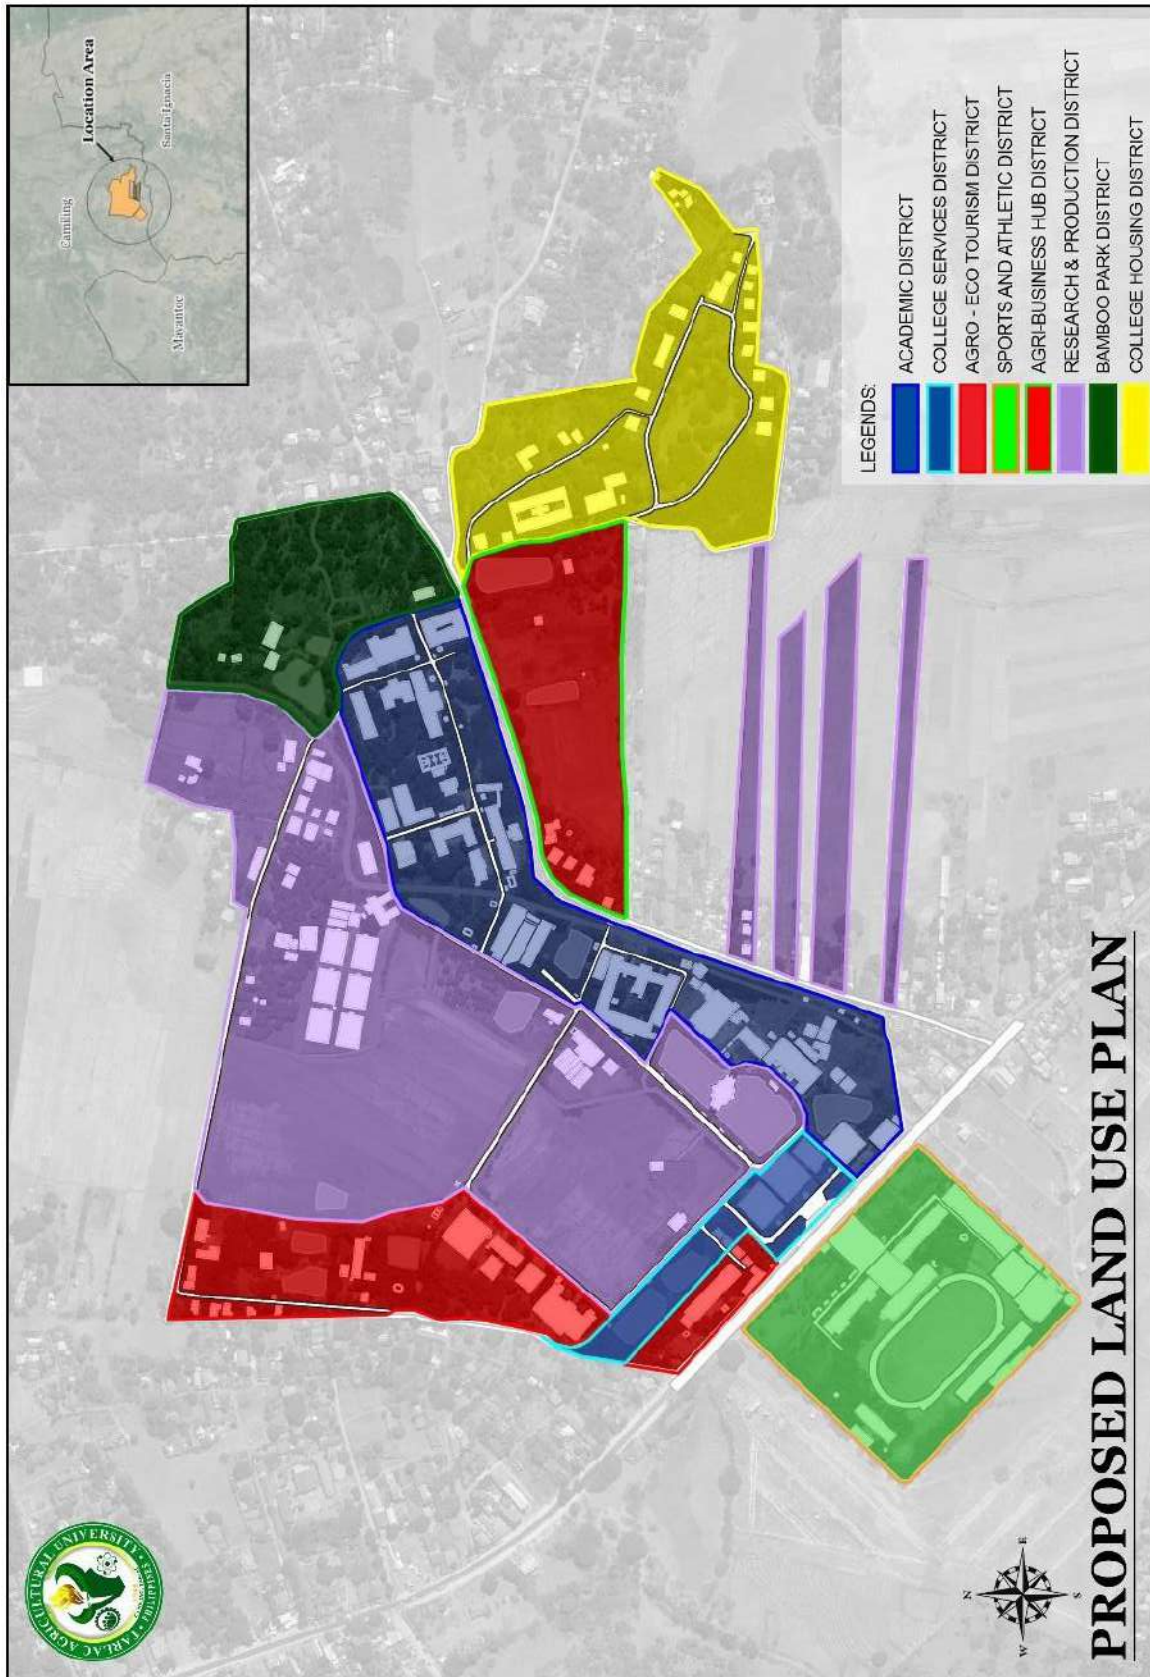 TARLAC AGRICULTURAL UNIVERSITY • PHILIPPINES •
Camiling
Location Area
Santa Ignacia
Mayantoc
LEGENDS:
ACADEMIC DISTRICT
COLLEGE SERVICES DISTRICT
AGRO - ECO TOURISM DISTRICT
SPORTS AND ATHLETIC DISTRICT
AGRI-BUSINESS HUB DISTRICT
RESEARCH & PRODUCTION DISTRICT
BAMBOO PARK DISTRICT
COLLEGE HOUSING DISTRICT
N
W
E
S
PROPOSED LAND USE PLAN